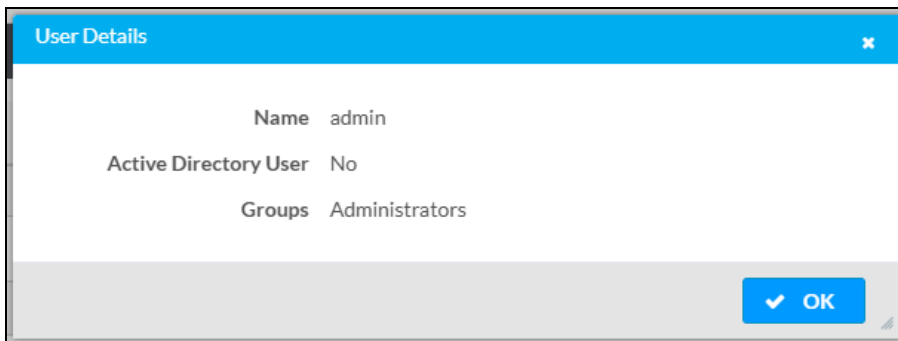 User Details
Name admin
Active Directory User No
Groups Administrators
OK